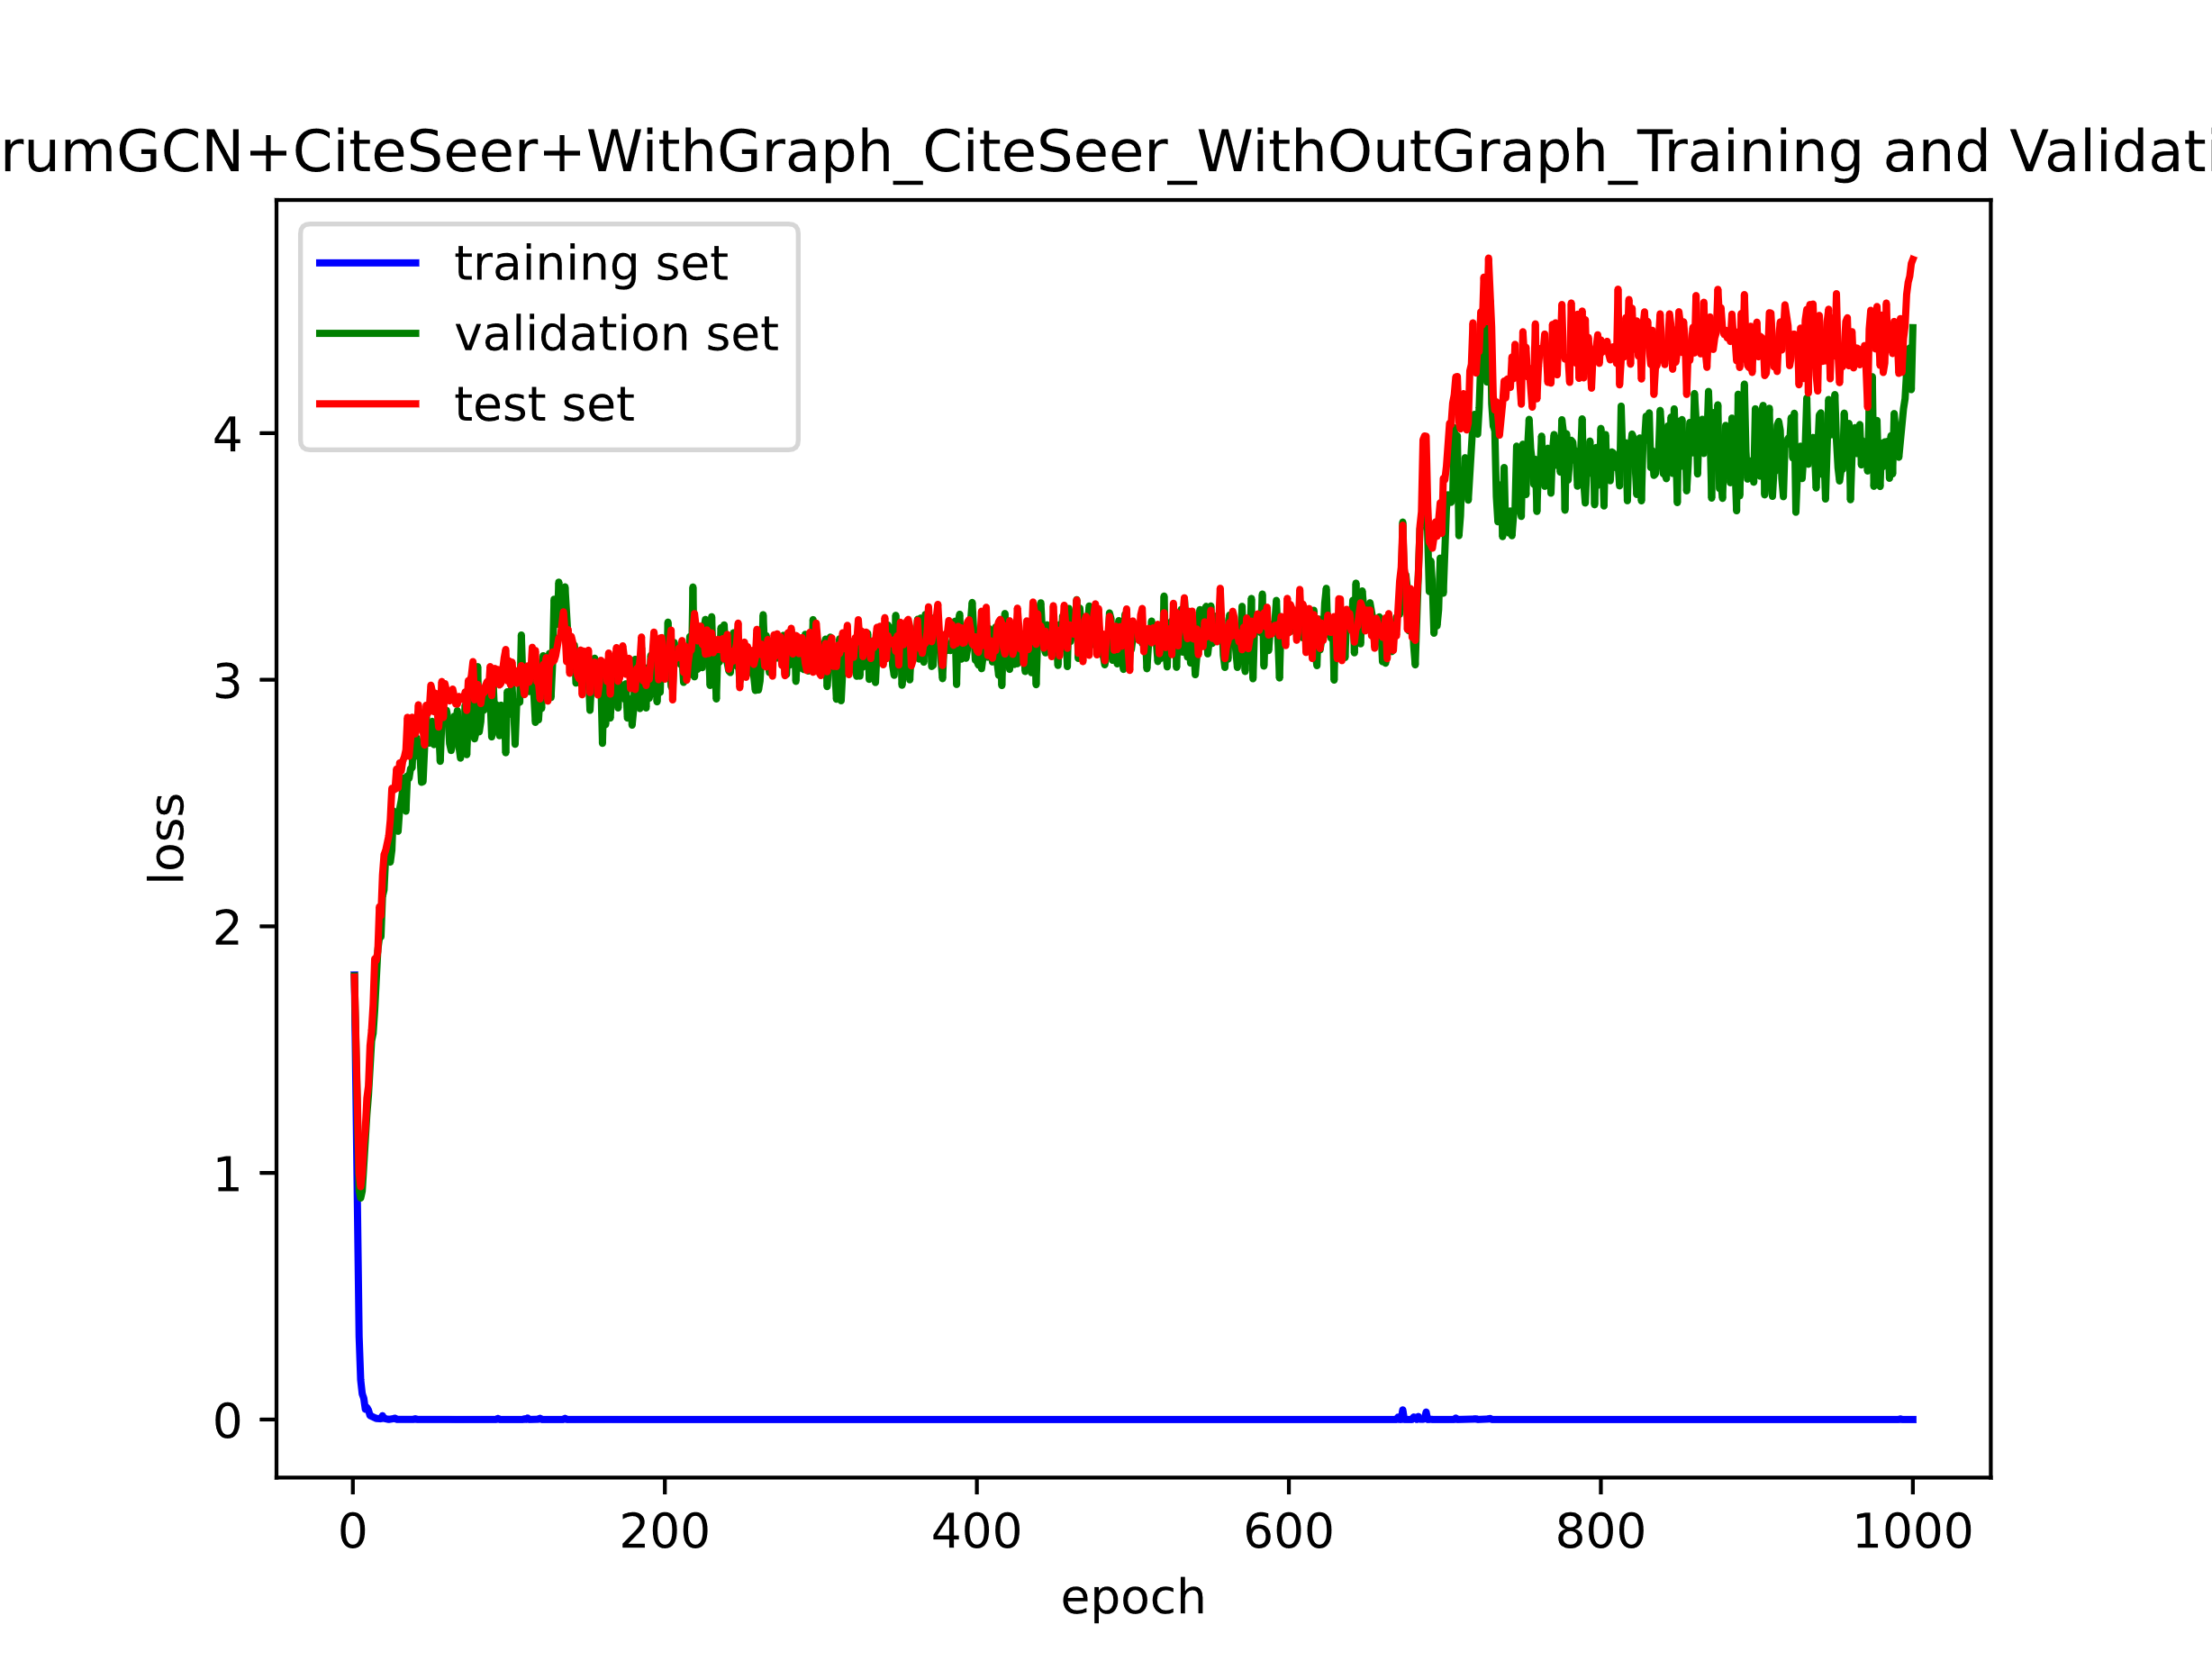 rumGCN+CiteSeer+WithGraph_CiteSeer_WithOutGraph_Training and Validati
training set
validation set
test set
4
3
2
1
0
loss
0 200 400 600 800 1000
epoch